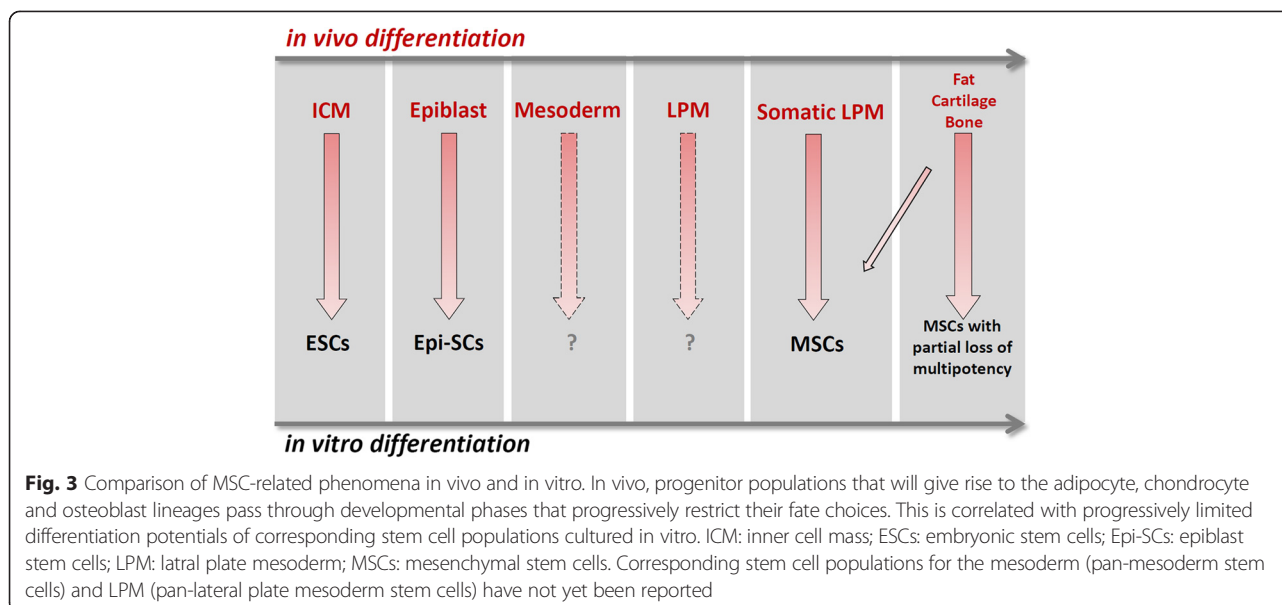 in vivo differentiation
ICM
Epiblast
Mesoderm
LPM
Somatic LPM
Fat
Cartilage
Bone
ESCs
Epi-SCs
?
?
MSCs
MSCs with
partial loss of
multipotency
in vitro differentiation
Fig. 3 Comparison of MSC-related phenomena in vivo and in vitro. In vivo, progenitor populations that will give rise to the adipocyte, chondrocyte
and osteoblast lineages pass through developmental phases that progressively restrict their fate choices. This is correlated with progressively limited
differentiation potentials of corresponding stem cell populations cultured in vitro. ICM: inner cell mass; ESCs: embryonic stem cells; Epi-SCs: epiblast
stem cells; LPM: latral plate mesoderm; MSCs: mesenchymal stem cells. Corresponding stem cell populations for the mesoderm (pan-mesoderm stem
cells) and LPM (pan-lateral plate mesoderm stem cells) have not yet been reported